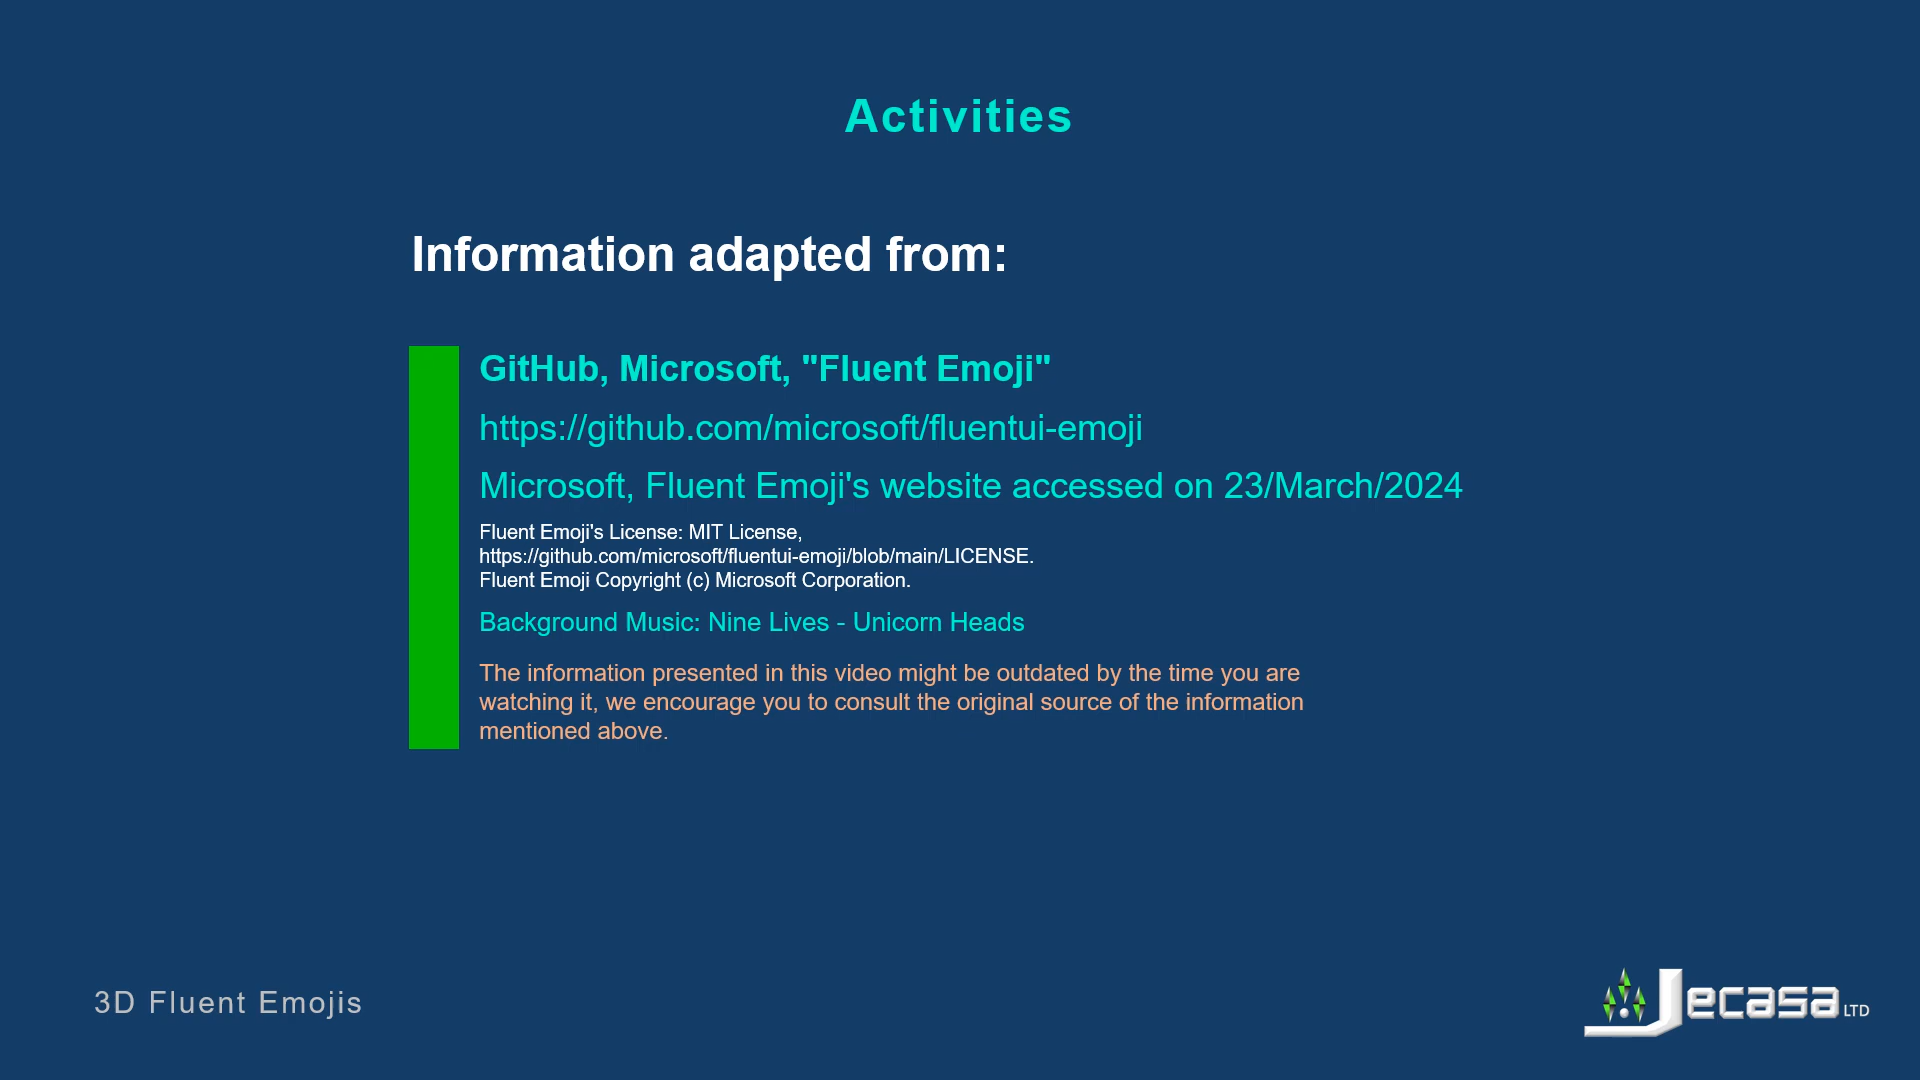 Activities
Information adapted from:
GitHub, Microsoft, "Fluent Emoji"
https://github.com/microsoft/fluentui-emoji
Microsoft, Fluent Emoji's website accessed on 23/March/2024
Fluent Emoji's License: MIT License,
https://github.com/microsoft/fluentui-emoji/blob/main/LICENSE.
Fluent Emoji Copyright (c) Microsoft Corporation.
Background Music: Nine Lives - Unicorn Heads
The information presented in this video might be outdated by the time you are
watching it, we encourage you to consult the original source of the information
mentioned above.
3D Fluent Emojis
Jecasa LTD